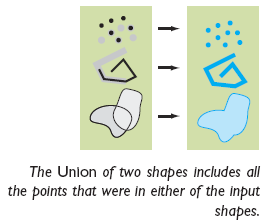 The Union of two shapes includes all
the points that were in either of the input
shapes.